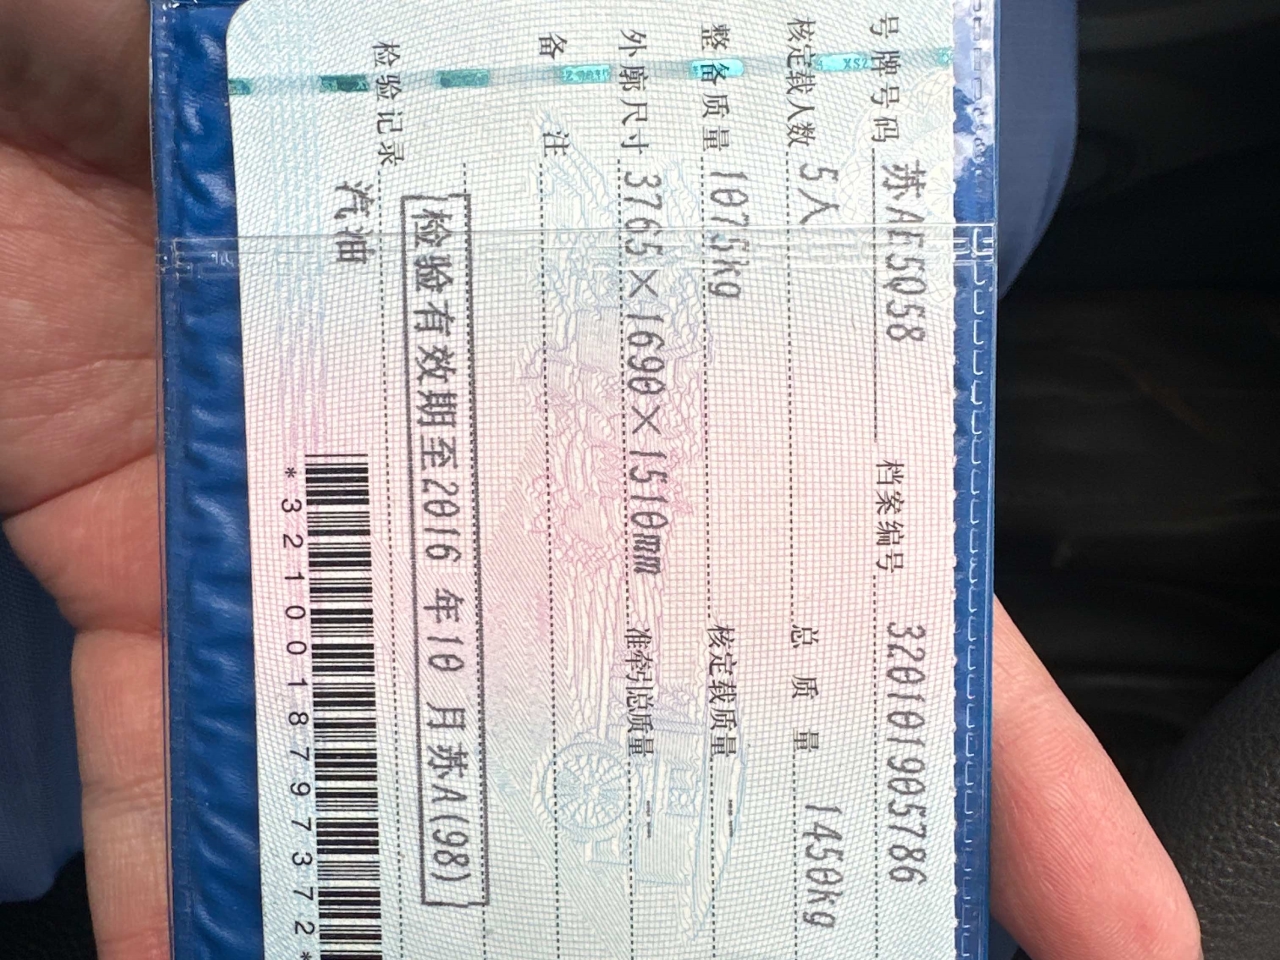 号牌号码 苏AE5Q58 档案编号 320101905786
核定载人数 5人 总质量 1450kg
整备质量 1075kg 核定载质量 --
外廓尺寸 3765×1690×1510mm 准牵引总质量 --
备注
检验有效期至2016年10月苏A(98)
检验记录
汽油
*3210018797372*